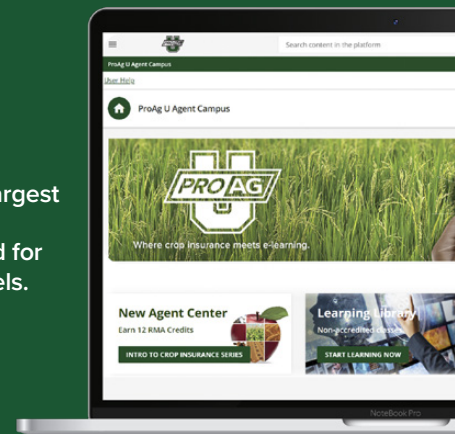 Search content in the platform
ProAg U Agent Campus
User Help
ProAg U Agent Campus
PRO AG
U
Where crop insurance meets e-learning.
argest
d for
els.
New Agent Center
Earn 12 RMA Credits
INTRO TO CROP INSURANCE SERIES
Learning Library
Non-accredited classes
START LEARNING NOW
NoteBook Pro